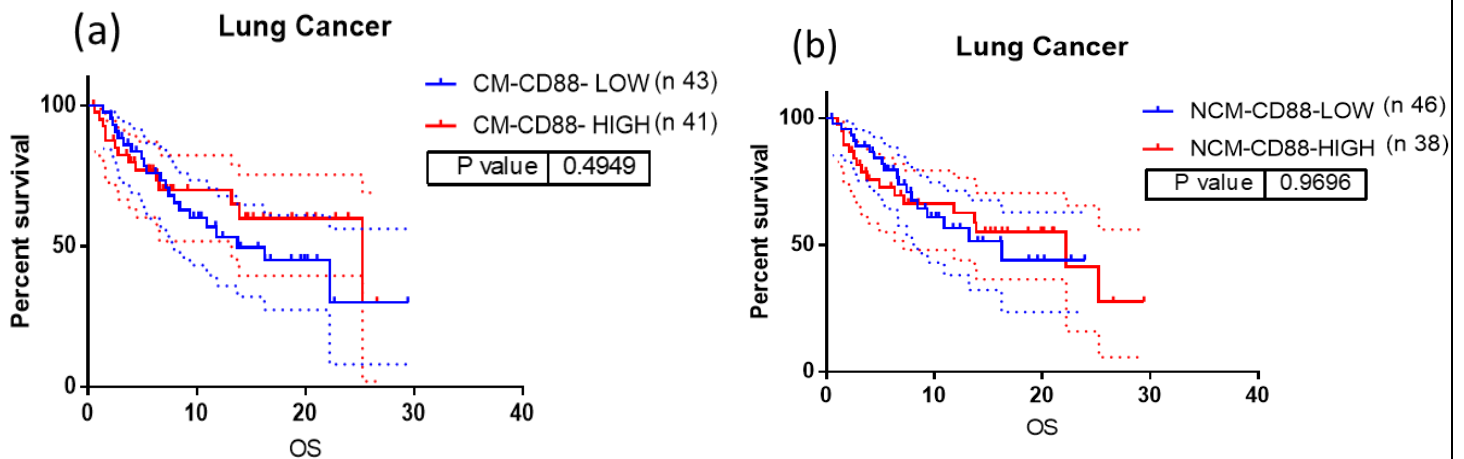 (a)
Lung Cancer
CM-CD88- LOW (n 43)
CM-CD88- HIGH (n 41)
P value 0.4949
Percent survival
100
50
0
0 10 20 30 40
OS
(b)
Lung Cancer
NCM-CD88-LOW (n 46)
NCM-CD88-HIGH (n 38)
P value 0.9696
Percent survival
100
50
0
0 10 20 30 40
OS